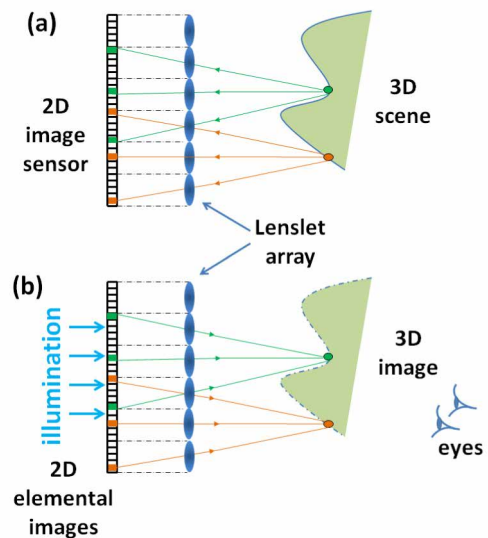 (a)
2D
image
sensor
3D
scene
Lenslet
array
(b)
illumination
3D
image
eyes
2D
elemental
images